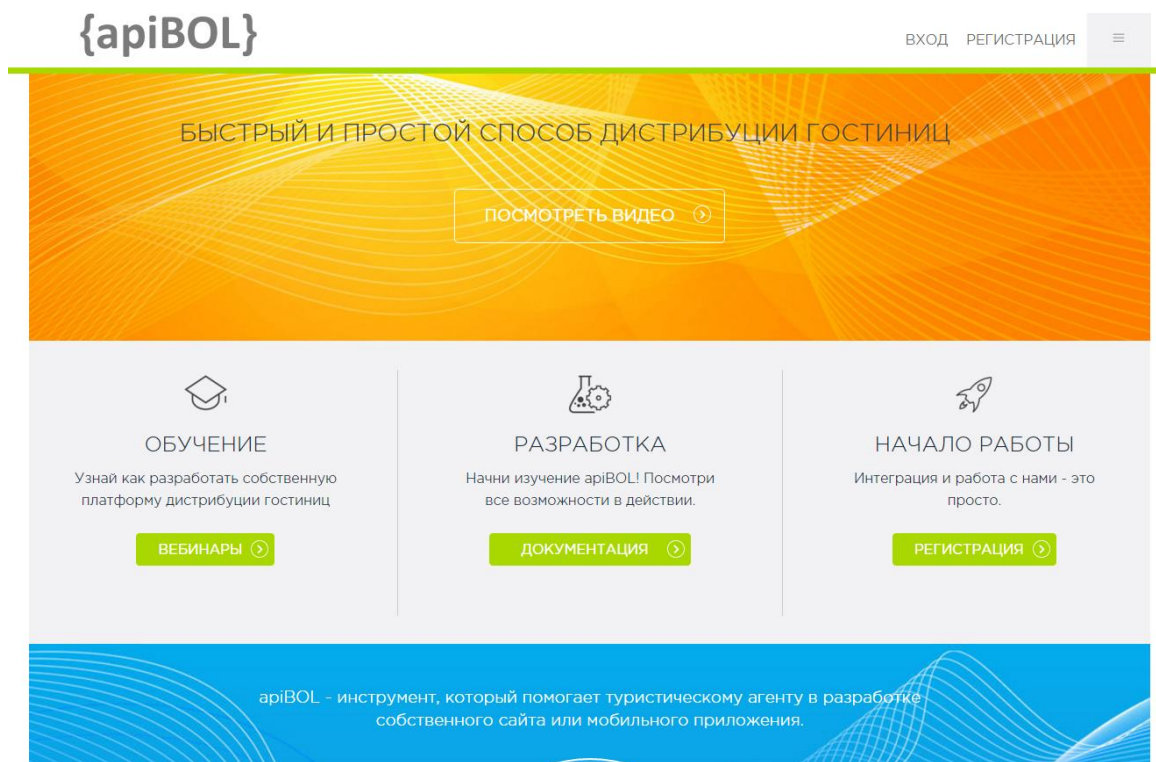 {apiBOL}
ВХОД РЕГИСТРАЦИЯ
БЫСТРЫЙ И ПРОСТОЙ СПОСОБ ДИСТРИБУЦИИ ГОСТИНИЦ
ПОСМОТРЕТЬ ВИДЕО
ОБУЧЕНИЕ
Узнай как разработать собственную
платформу дистрибуции гостиниц
ВЕБИНАРЫ
РАЗРАБОТКА
Начни изучение apiBOL! Посмотри
все возможности в действии.
ДОКУМЕНТАЦИЯ
НАЧАЛО РАБОТЫ
Интеграция и работа с нами - это
просто.
РЕГИСТРАЦИЯ
apiBOL - инструмент, который помогает туристическому агенту в разработке
собственного сайта или мобильного приложения.